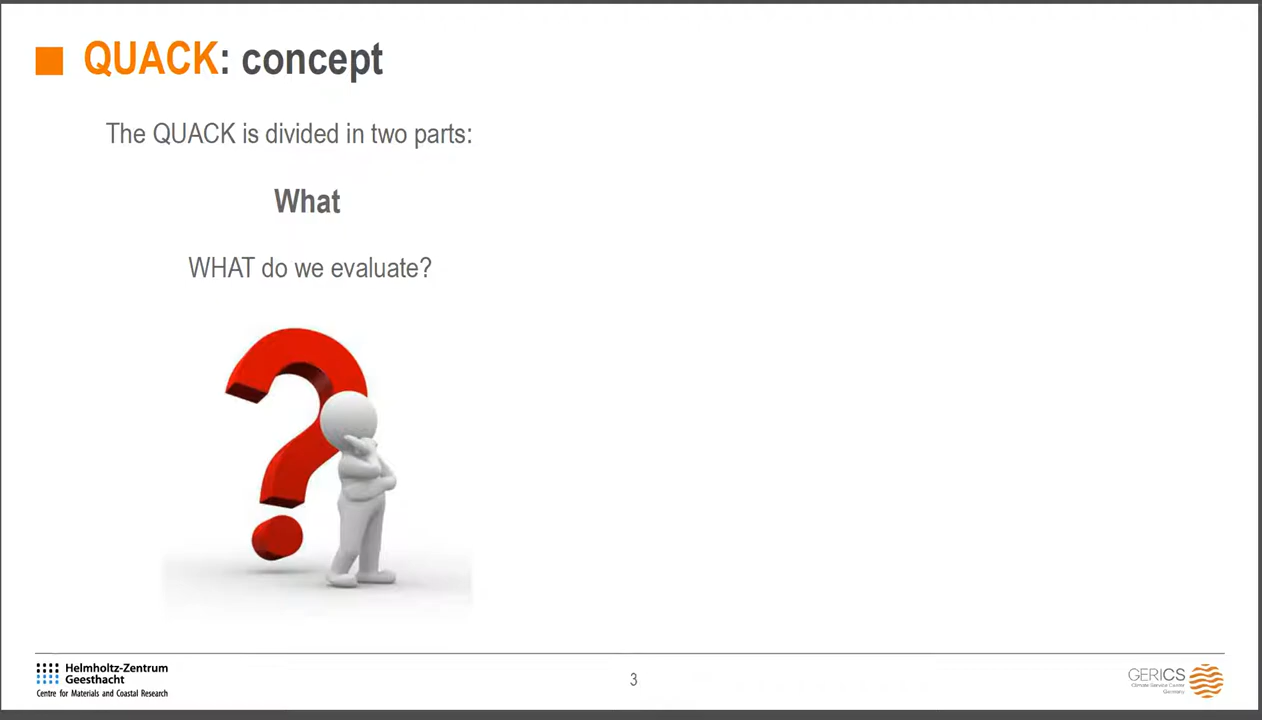 QUACK: concept
The QUACK is divided in two parts:
What
WHAT do we evaluate?
Helmholtz-Zentrum
Geesthacht
Centre for Materials and Coastal Research
3
GERICS
Climate Service Center
Germany